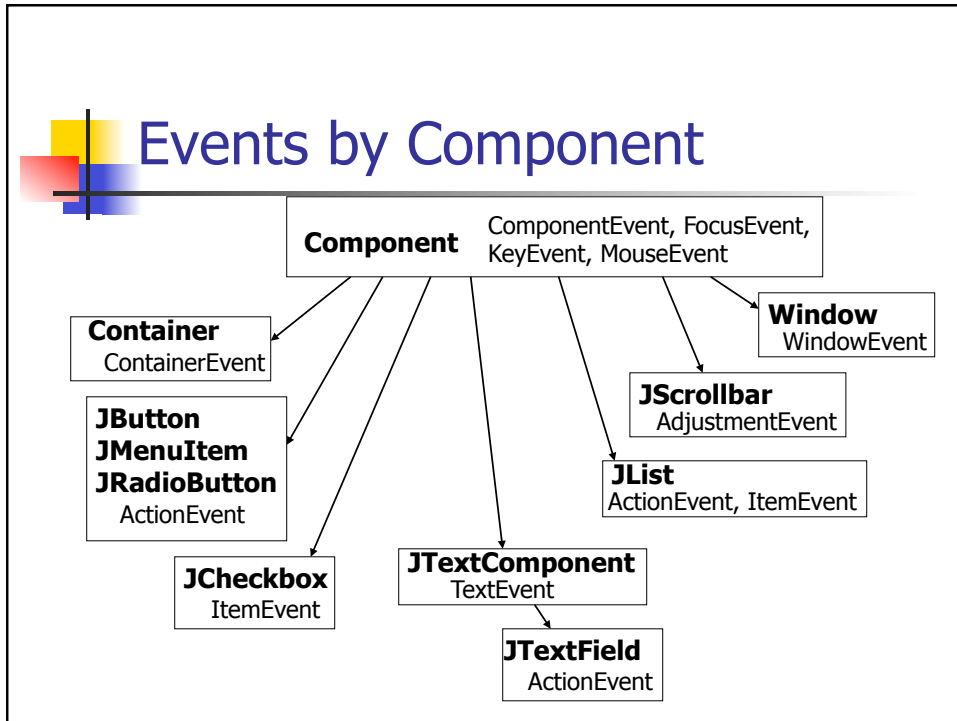 Events by Component
Component
ComponentEvent, FocusEvent,
KeyEvent, MouseEvent
Container
ContainerEvent
Window
WindowEvent
JButton
JMenuItem
JRadioButton
ActionEvent
JScrollbar
AdjustmentEvent
JList
ActionEvent, ItemEvent
JCheckbox
ItemEvent
JTextComponent
TextEvent
JTextField
ActionEvent